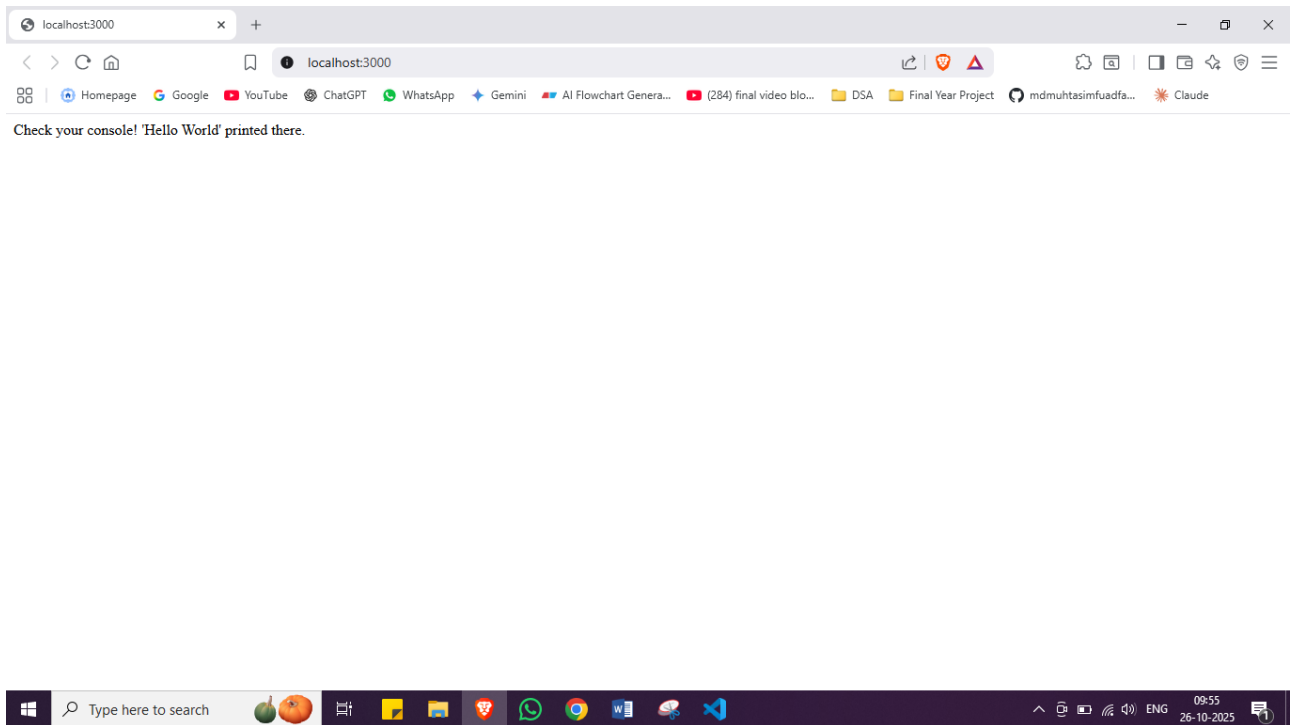 localhost:3000
localhost:3000
Homepage Google YouTube ChatGPT WhatsApp Gemini AI Flowchart Genera... (284) final video blo... DSA Final Year Project mdmuhtasimfuadfa... Claude
Check your console! 'Hello World' printed there.
Type here to search ENG 09:55
26-10-2025 1